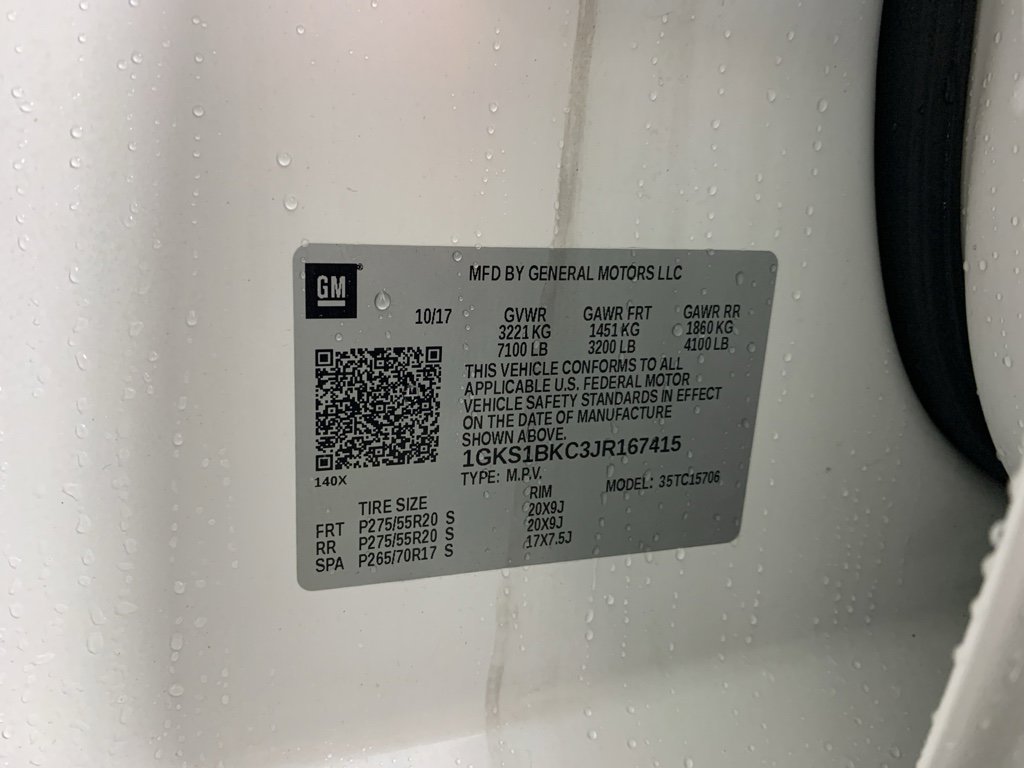 GM
MFD BY GENERAL MOTORS LLC
10/17 GVWR GAWR FRT GAWR RR
3221 KG 1451 KG 1860 KG
7100 LB 3200 LB 4100 LB
THIS VEHICLE CONFORMS TO ALL
APPLICABLE U.S. FEDERAL MOTOR
VEHICLE SAFETY STANDARDS IN EFFECT
ON THE DATE OF MANUFACTURE
SHOWN ABOVE.
1GKS1BKC3JR167415
140X
TYPE: M.P.V. MODEL: 35TC15706
TIRE SIZE RIM
FRT P275/55R20 S 20X9J
RR P275/55R20 S 20X9J
SPA P265/70R17 S 17X7.5J